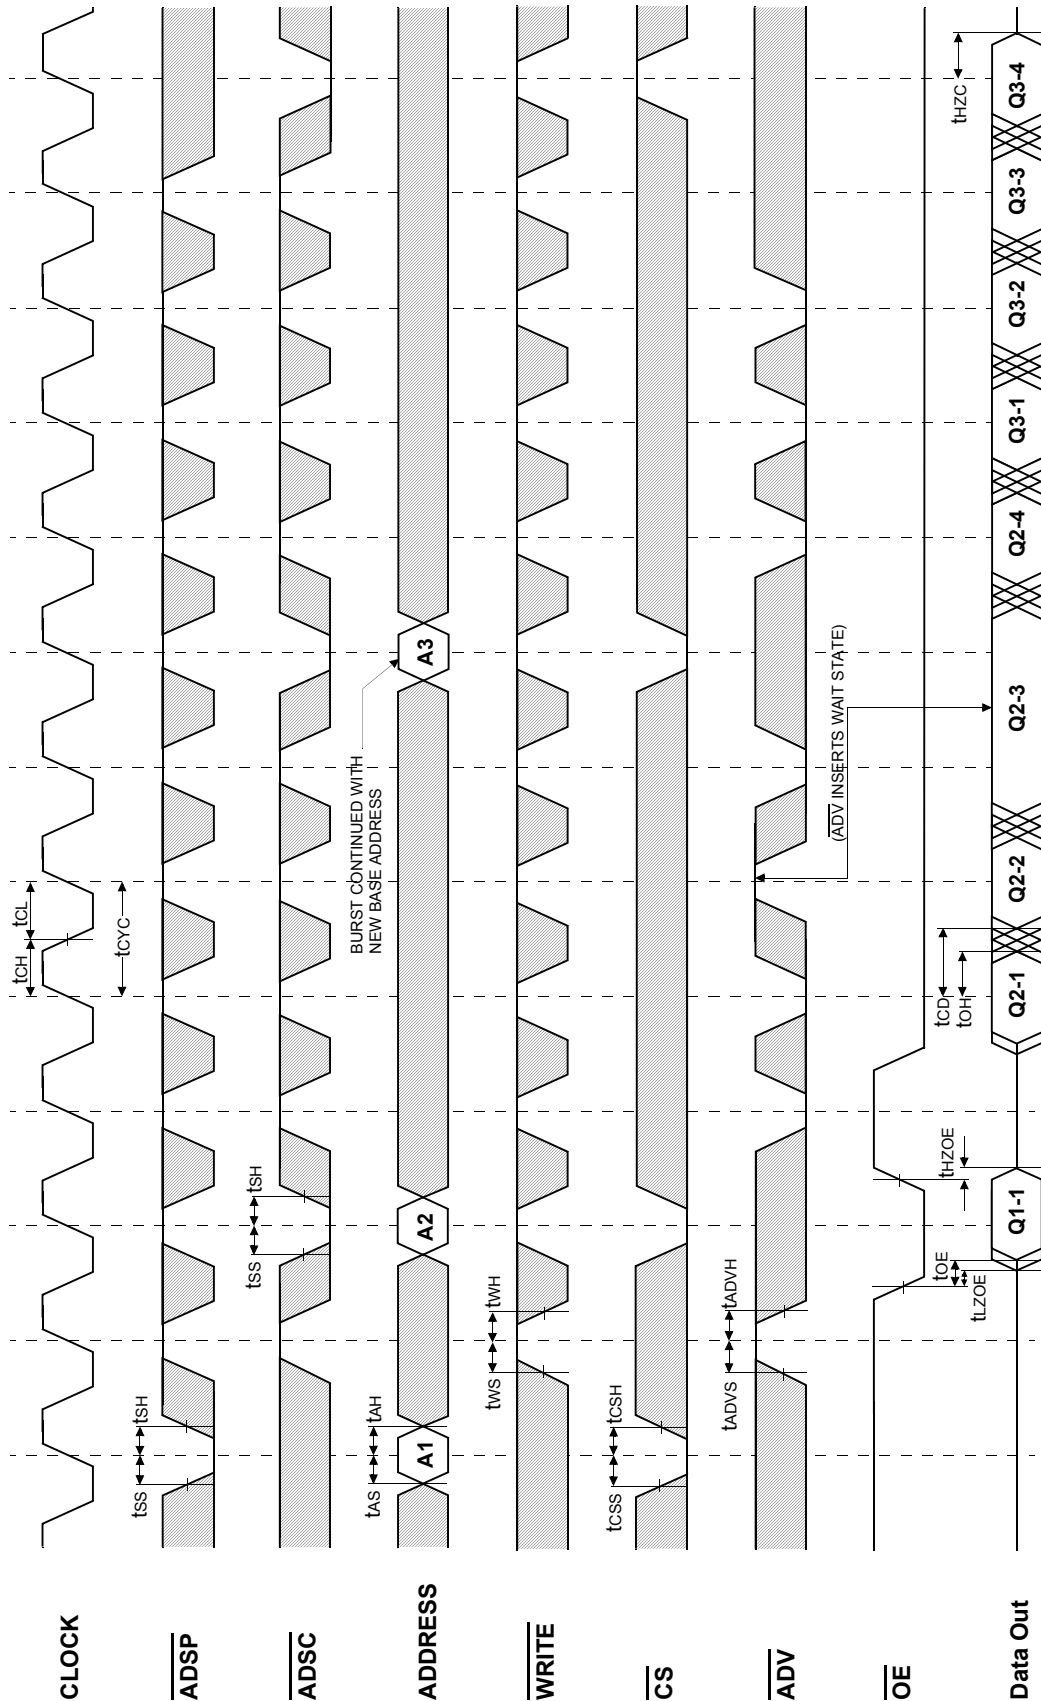 CLOCK
tCH
tCL
tCYC
ADSP
tSS
tSH
ADSC
tSS
tSH
ADDRESS
tAS
tAH
A1
A2
BURST CONTINUED WITH
NEW BASE ADDRESS
A3
WRITE
tWS
tWH
CS
tCSS
tCSH
ADV
tADVS
tADVH
(ADV INSERTS WAIT STATE)
OE
tOE
tLZOE
tHZOE
tCD
tOH
tHZC
Data Out
Q1-1
Q2-1
Q2-2
Q2-3
Q2-4
Q3-1
Q3-2
Q3-3
Q3-4